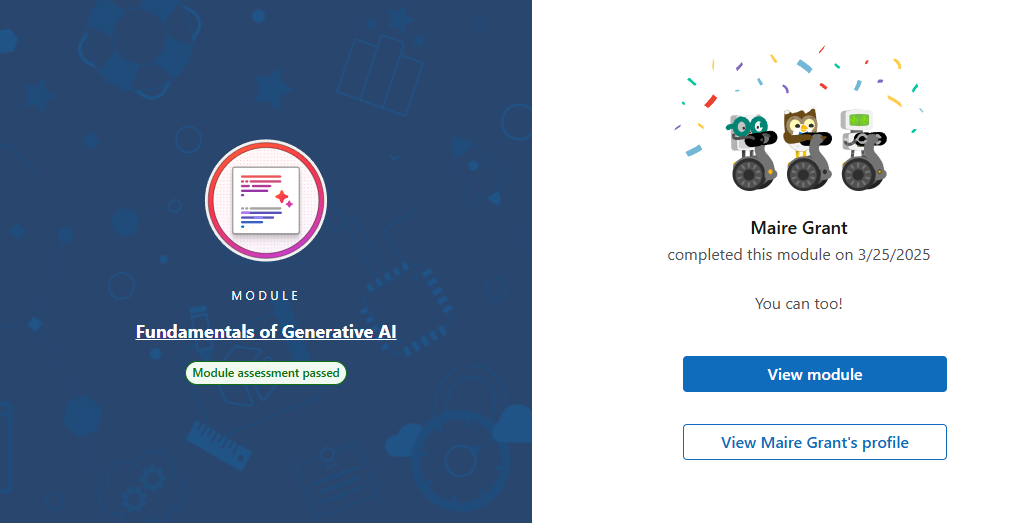 MODULE
Fundamentals of Generative AI
Module assessment passed
Maire Grant
completed this module on 3/25/2025
You can too!
View module
View Maire Grant's profile